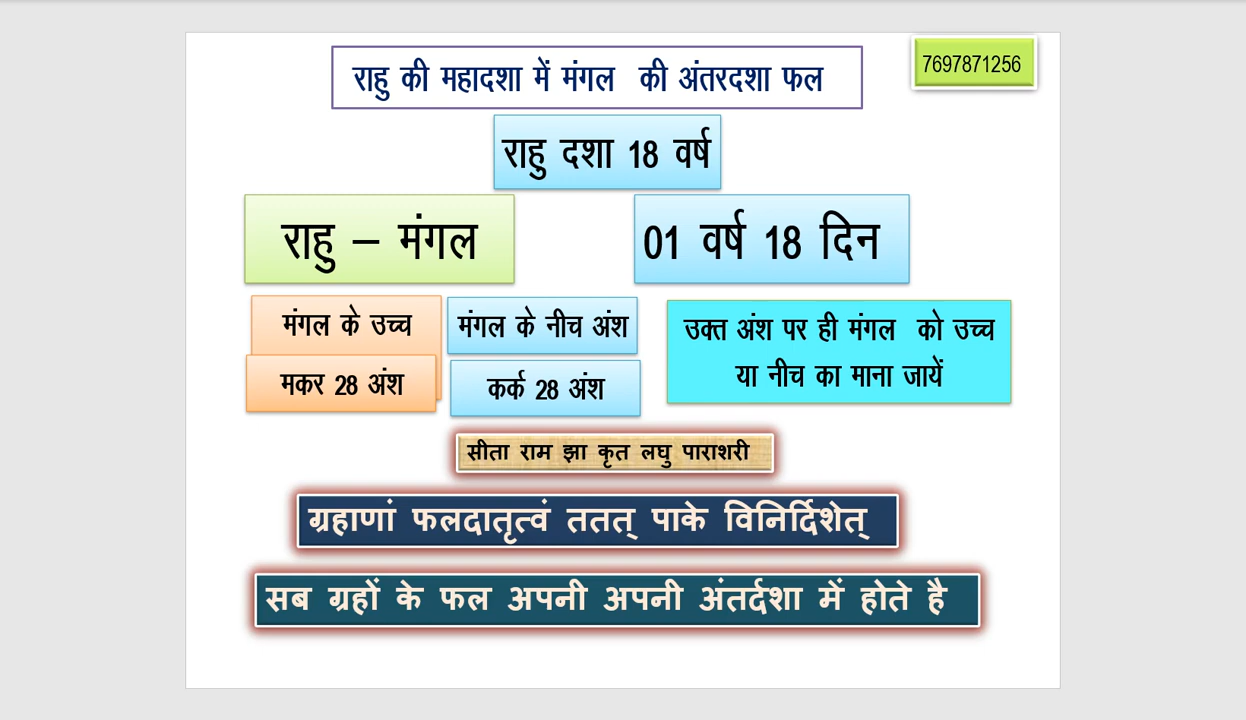 राहु की महादशा में मंगल की अंतरदशा फल
7697871256
राहु दशा 18 वर्ष
राहु – मंगल
01 वर्ष 18 दिन
मंगल के उच्च
मकर 28 अंश
मंगल के नीच अंश
कर्क 28 अंश
उक्त अंश पर ही मंगल को उच्च
या नीच का माना जायें
सीता राम झा कृत लघु पाराशरी
ग्रहाणां फलदातृत्वं ततत् पाके विनिर्दिशेत्
सब ग्रहों के फल अपनी अपनी अंतर्दशा में होते है